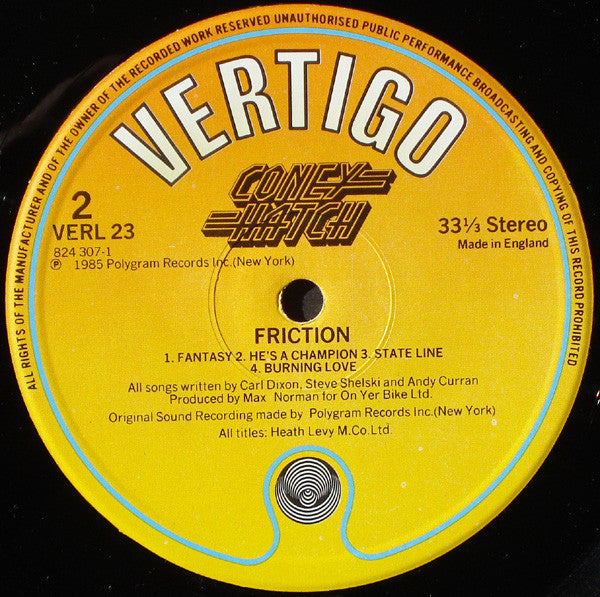 ALL RIGHTS OF THE MANUFACTURER AND OF THE OWNER OF THE RECORDED WORK RESERVED UNAUTHORISED PUBLIC PERFORMANCE BROADCASTING AND COPYING OF THIS RECORD PROHIBITED
VERTIGO
CONEY
HATCH
2
VERL 23
824 307-1
℗ 1985 Polygram Records Inc.(New York)
33⅓ Stereo
Made in England
FRICTION
1. FANTASY 2. HE'S A CHAMPION 3. STATE LINE
4. BURNING LOVE
All songs written by Carl Dixon, Steve Shelski and Andy Curran
Produced by Max Norman for On Yer Bike Ltd.
Original Sound Recording made by Polygram Records Inc.(New York)
All titles: Heath Levy M.Co.Ltd.